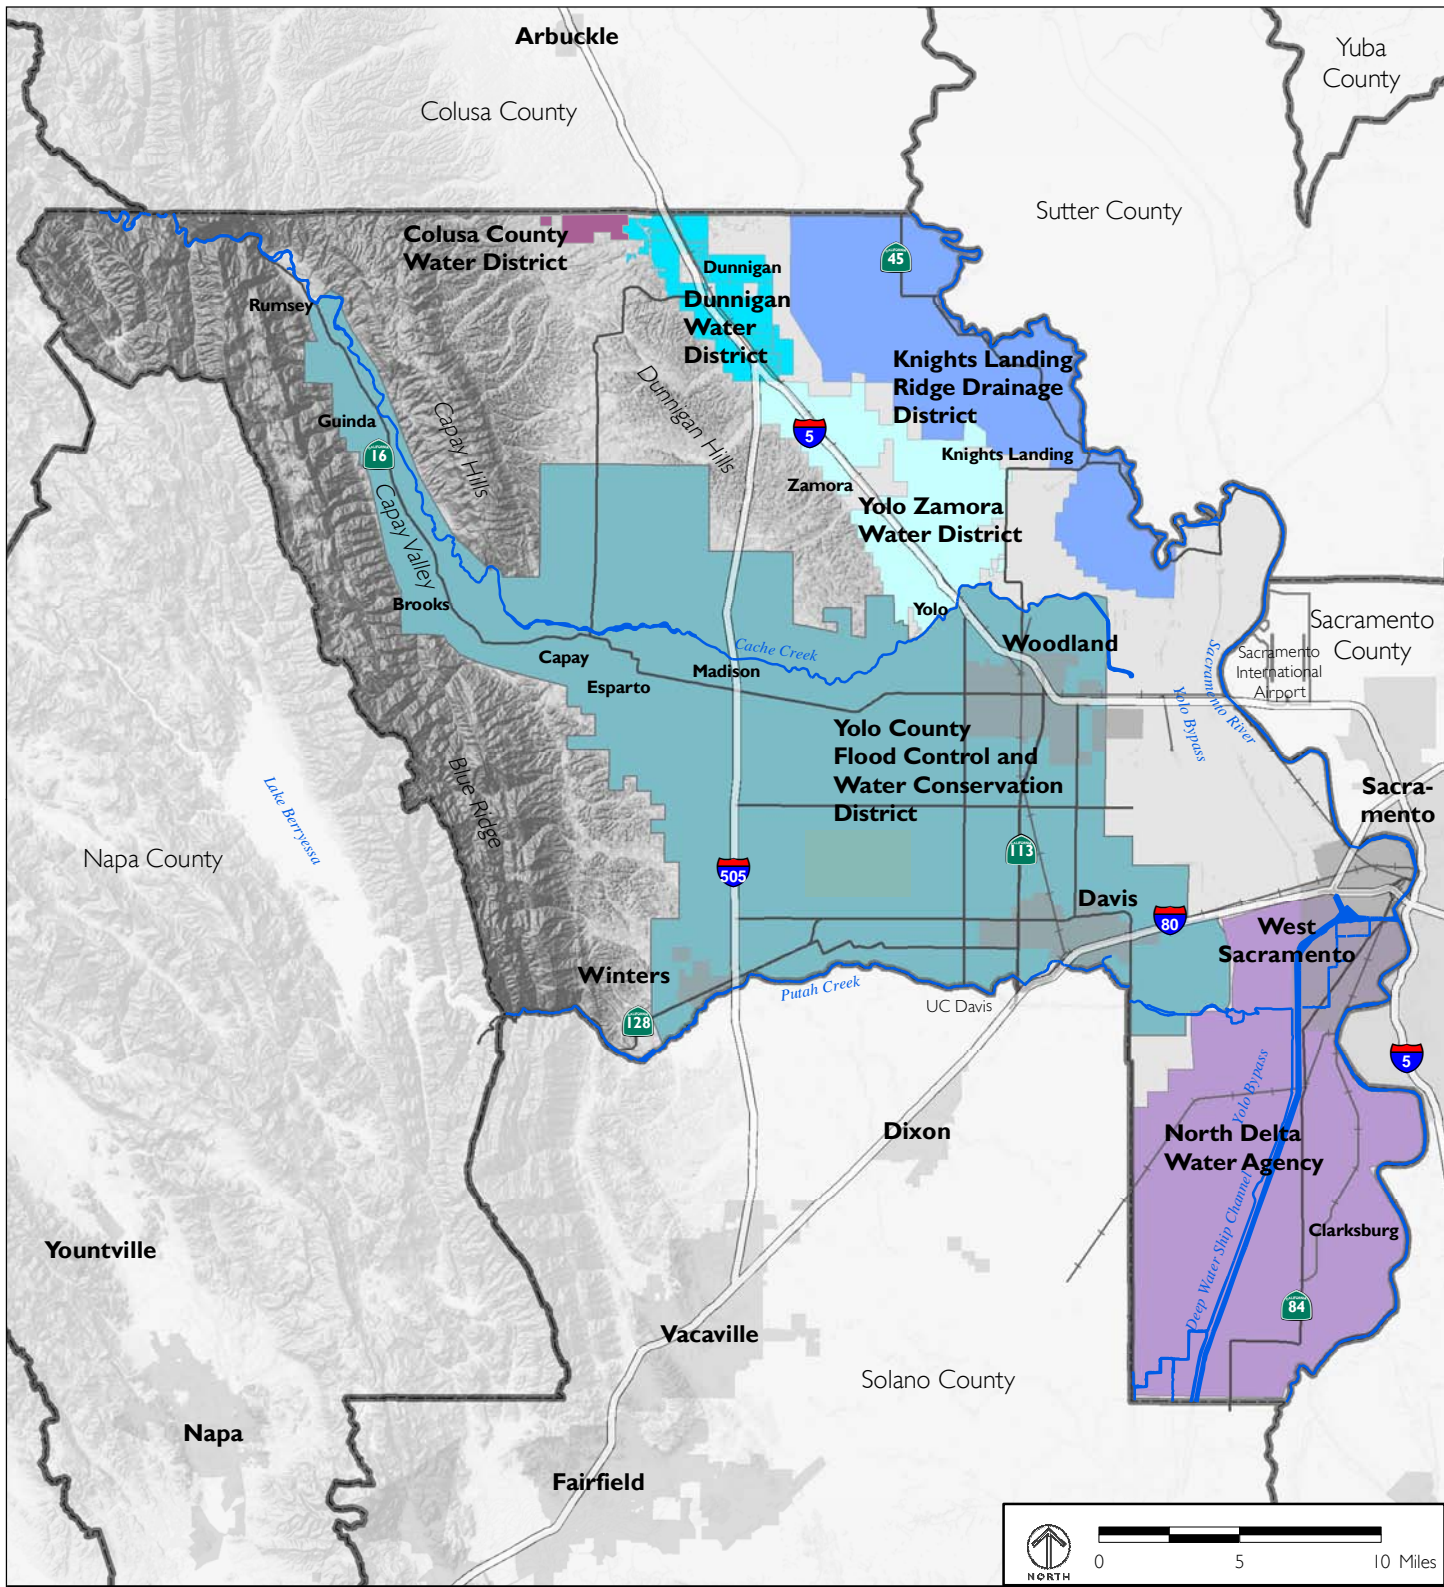 Arbuckle
Yuba
County
Colusa County
Sutter County
Colusa County
Water District
45
Dunnigan
Rumsey
Dunnigan
Water
District
Knights Landing
Ridge Drainage
District
Dunnigan Hills
Capay Hills
Guinda
5
16
Knights Landing
Zamora
Capay Valley
Yolo Zamora
Water District
Brooks
Yolo
Woodland
Sacramento
County
Cache Creek
Capay
Madison
Esparto
Sacramento
International
Airport
Sacramento River
Yolo Bypass
Yolo County
Flood Control and
Water Conservation
District
Blue Ridge
Lake Berryessa
Sacra-
mento
Napa County
113
505
Davis
80
West
Sacramento
Winters
Putah Creek
UC Davis
128
5
Yolo Bypass
Dixon
North Delta
Water Agency
Deep Water Ship Channel
Clarksburg
Yountville
84
Vacaville
Solano County
Napa
Fairfield
NORTH
0 5 10 Miles